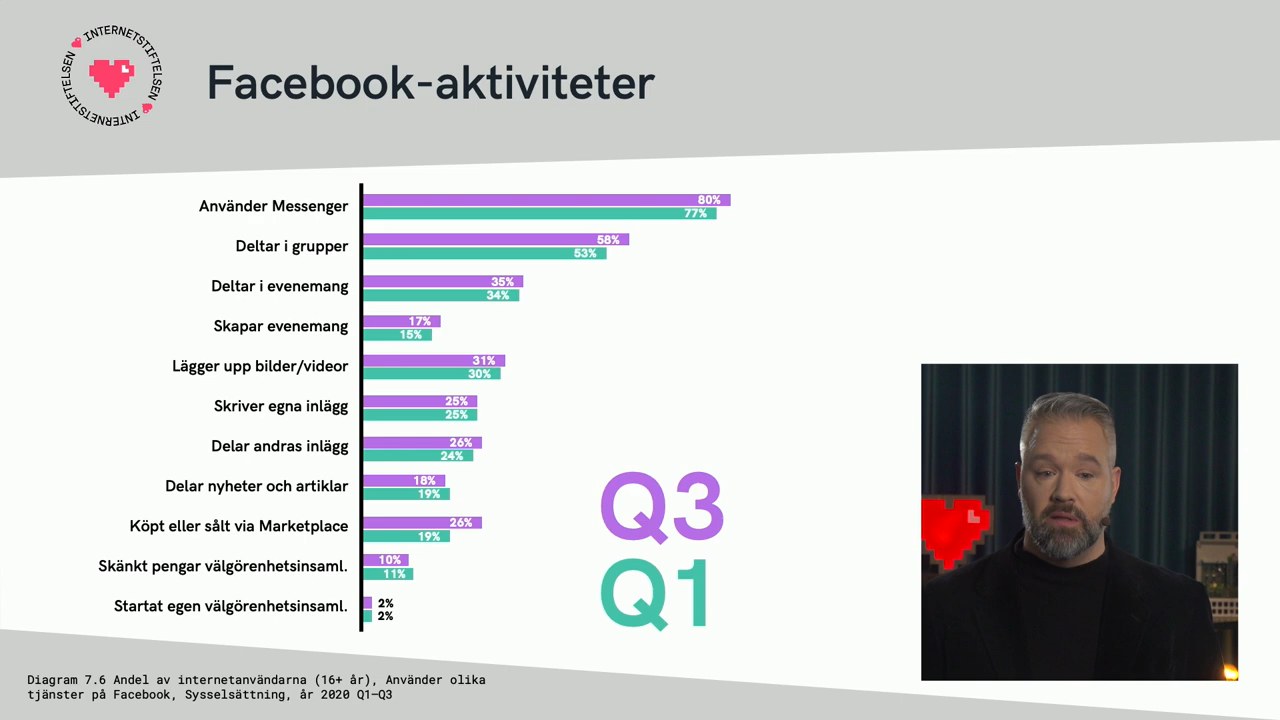 INTERNETSTIFTELSEN
INTERNETSTIFTELSEN
INTERNETSTIFTELSEN
Facebook-aktiviteter
Använder Messenger
80%
77%
Deltar i grupper
58%
53%
Deltar i evenemang
35%
34%
Skapar evenemang
17%
15%
Lägger upp bilder/videor
31%
30%
Skriver egna inlägg
25%
25%
Delar andras inlägg
26%
24%
Delar nyheter och artiklar
18%
19%
Köpt eller sålt via Marketplace
26%
19%
Skänkt pengar välgörenhetsinsaml.
10%
11%
Startat egen välgörenhetsinsaml.
2%
2%
Q3
Q1
Diagram 7.6 Andel av internetanvändarna (16+ år), Använder olika
tjänster på Facebook, Sysselsättning, år 2020 Q1–Q3